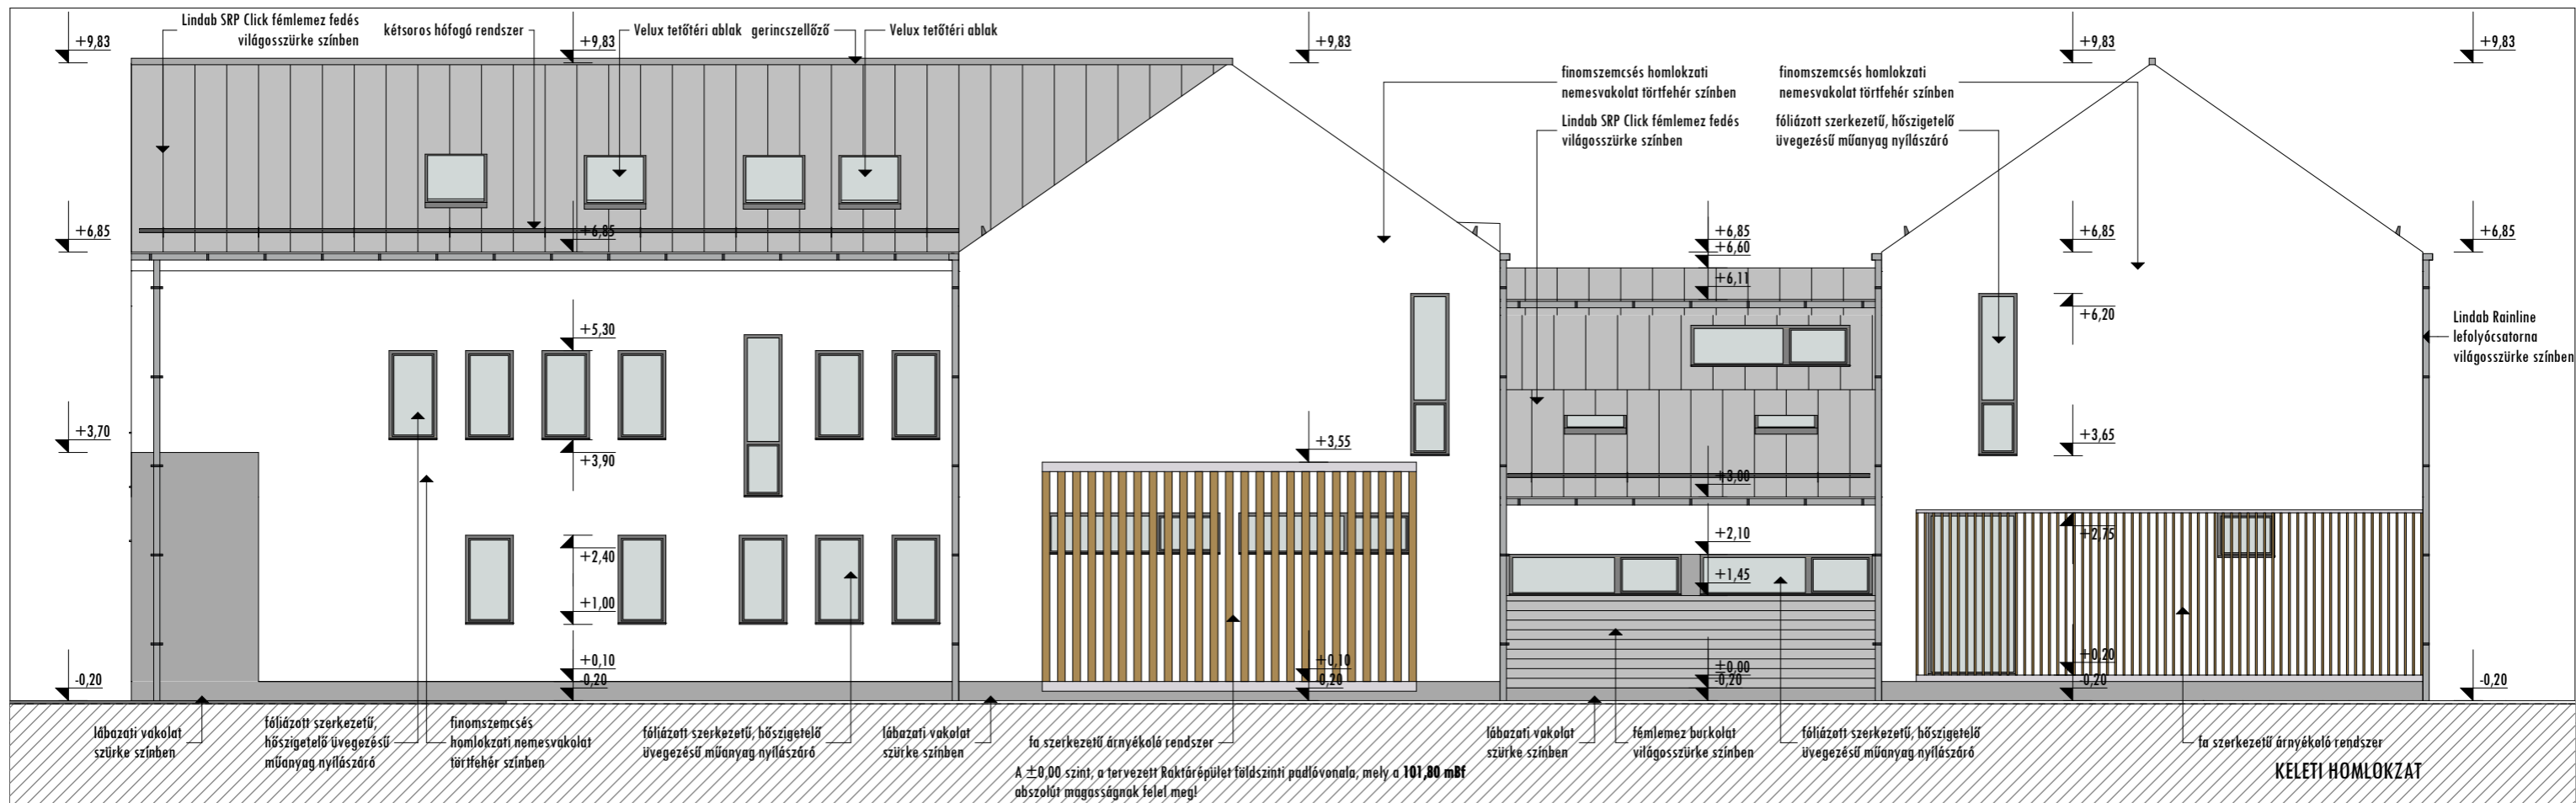 Lindab SRP Click fémlemez fedés
világosszürke színben
kétsoros hófogó rendszer
Velux tetőtéri ablak
gerincszellőző
Velux tetőtéri ablak
+9,83
+9,83
+9,83
+9,83
+9,83
finomszemcsés homlokzati
nemesvakolat törtfehér színben
finomszemcsés homlokzati
nemesvakolat törtfehér színben
Lindab SRP Click fémlemez fedés
világosszürke színben
fóliázott szerkezetű, hőszigetelő
üvegezésű műanyag nyílászáró
+6,85
+6,85
+6,85
+6,60
+6,11
+6,85
+6,85
+6,20
+5,30
Lindab Rainline
lefolyócsatorna
világosszürke színben
+3,70
+3,90
+3,55
+3,65
+3,00
+2,40
+2,10
+2,75
+1,45
+1,00
+0,10
-0,20
+0,10
-0,20
±0,00
-0,20
+0,20
-0,20
-0,20
-0,20
lábazati vakolat
szürke színben
fóliázott szerkezetű,
hőszigetelő üvegezésű
műanyag nyílászáró
finomszemcsés
homlokzati nemesvakolat
törtfehér színben
fóliázott szerkezetű, hőszigetelő
üvegezésű műanyag nyílászáró
lábazati vakolat
szürke színben
fa szerkezetű árnyékoló rendszer
lábazati vakolat
szürke színben
fémlemez burkolat
világosszürke színben
fóliázott szerkezetű, hőszigetelő
üvegezésű műanyag nyílászáró
fa szerkezetű árnyékoló rendszer
A ±0,00 szint, a tervezett Raktárépület földszinti padlóvonala, mely a 101,80 mBf
abszolút magasságnak felel meg!
KELETI HOMLOKZAT